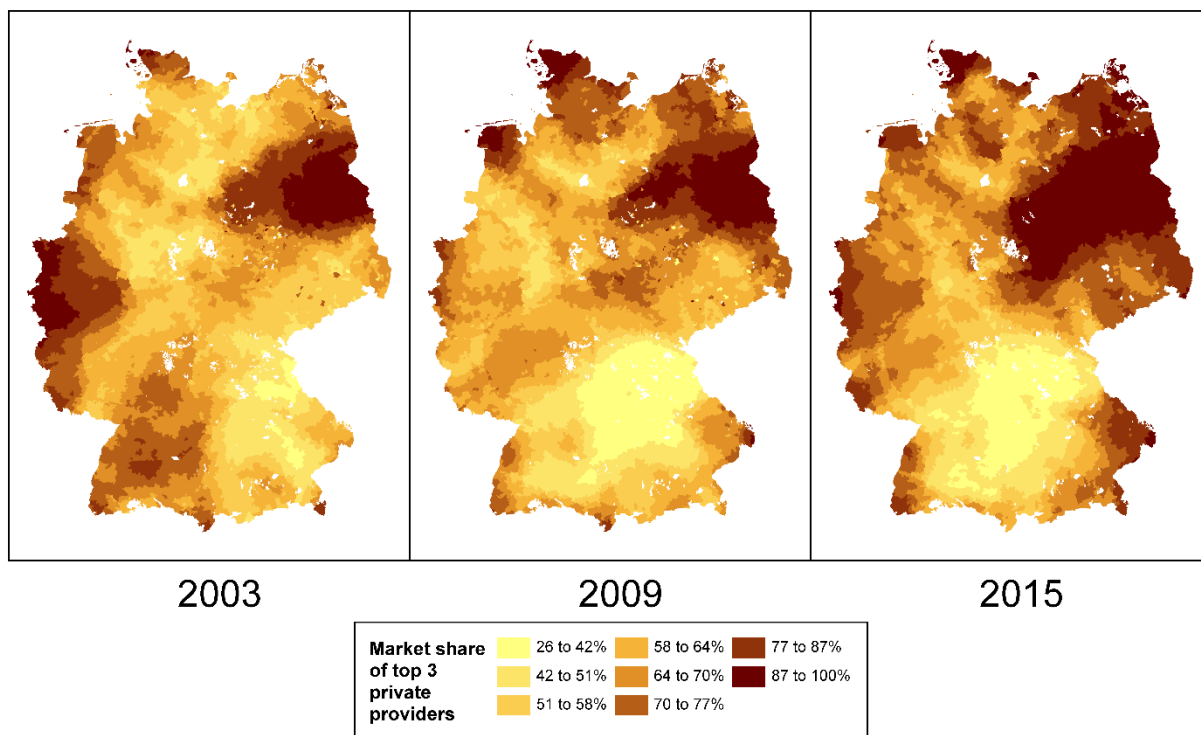 2003
2009
2015
Market share
of top 3
private
providers
26 to 42%
42 to 51%
51 to 58%
58 to 64%
64 to 70%
70 to 77%
77 to 87%
87 to 100%